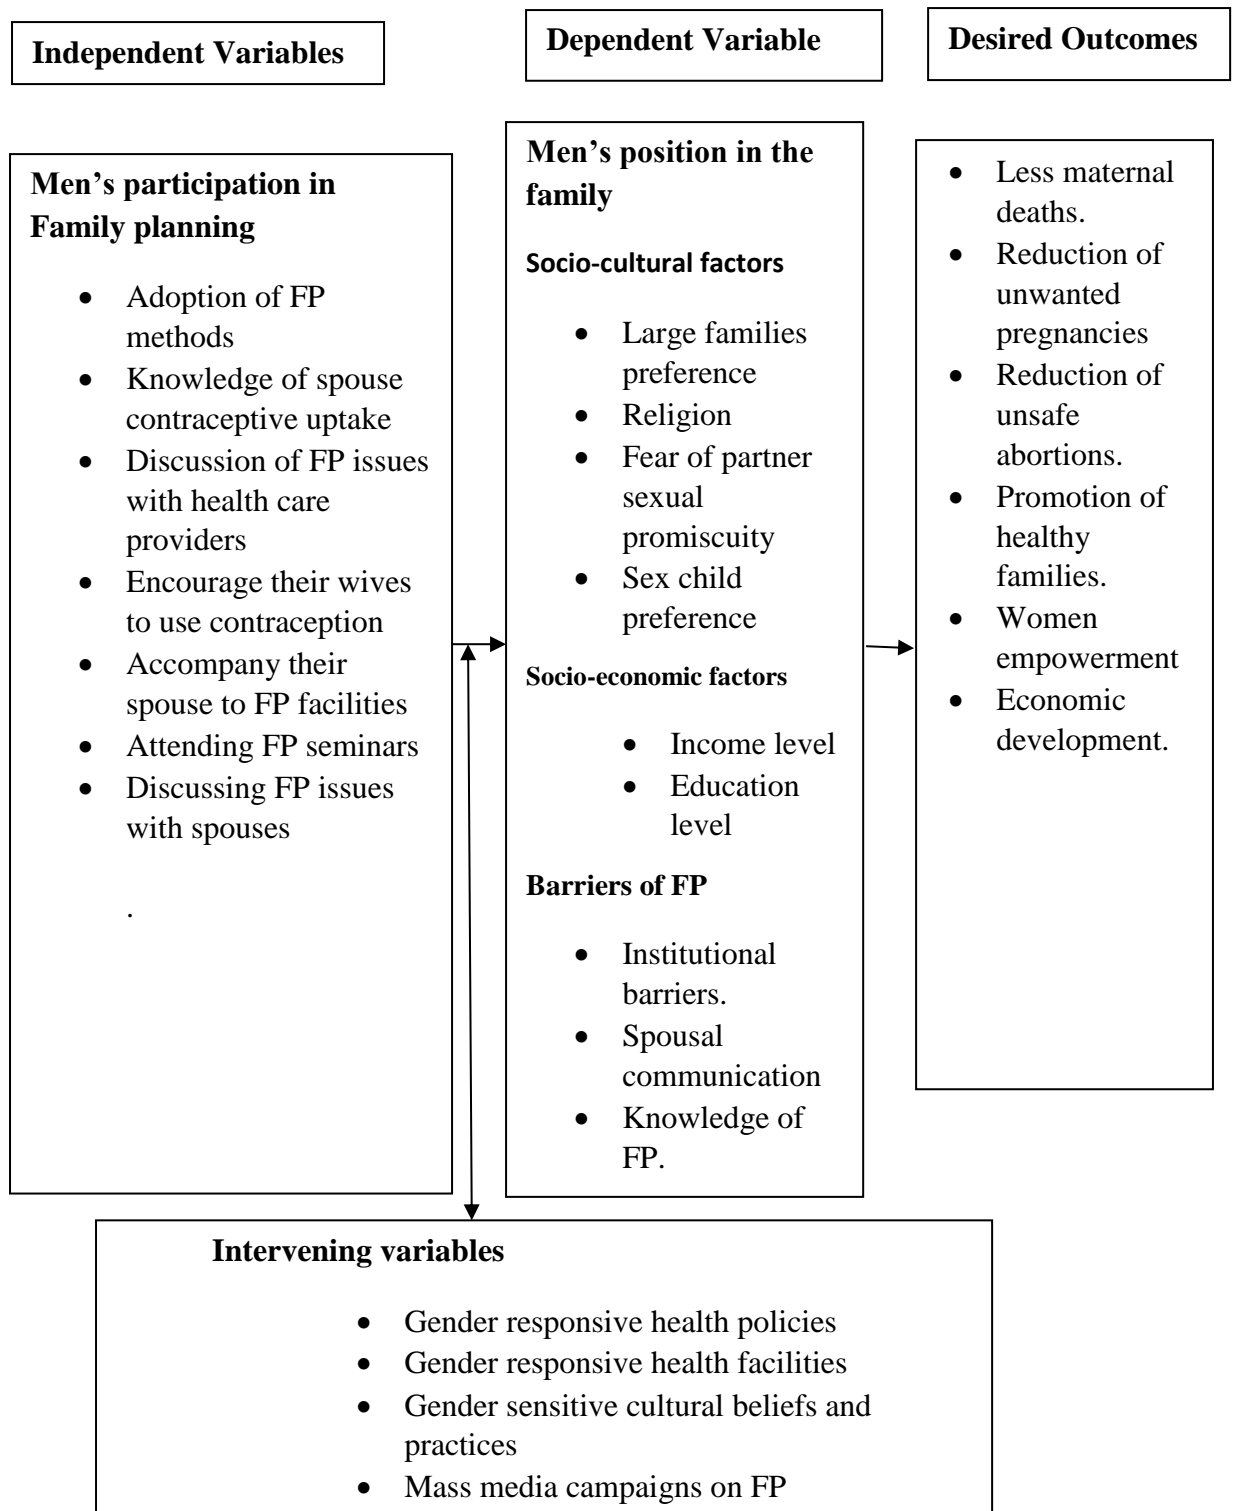 Independent Variables
Dependent Variable
Desired Outcomes
Men’s participation in
Family planning
• Adoption of FP
methods
• Knowledge of spouse
contraceptive uptake
• Discussion of FP issues
with health care
providers
• Encourage their wives
to use contraception
• Accompany their
spouse to FP facilities
• Attending FP seminars
• Discussing FP issues
with spouses
.
Men’s position in the
family
Socio-cultural factors
• Large families
preference
• Religion
• Fear of partner
sexual
promiscuity
• Sex child
preference
Socio-economic factors
• Income level
• Education
level
Barriers of FP
• Institutional
barriers.
• Spousal
communication
• Knowledge of
FP.
• Less maternal
deaths.
• Reduction of
unwanted
pregnancies
• Reduction of
unsafe
abortions.
• Promotion of
healthy
families.
• Women
empowerment
• Economic
development.
Intervening variables
• Gender responsive health policies
• Gender responsive health facilities
• Gender sensitive cultural beliefs and
practices
• Mass media campaigns on FP